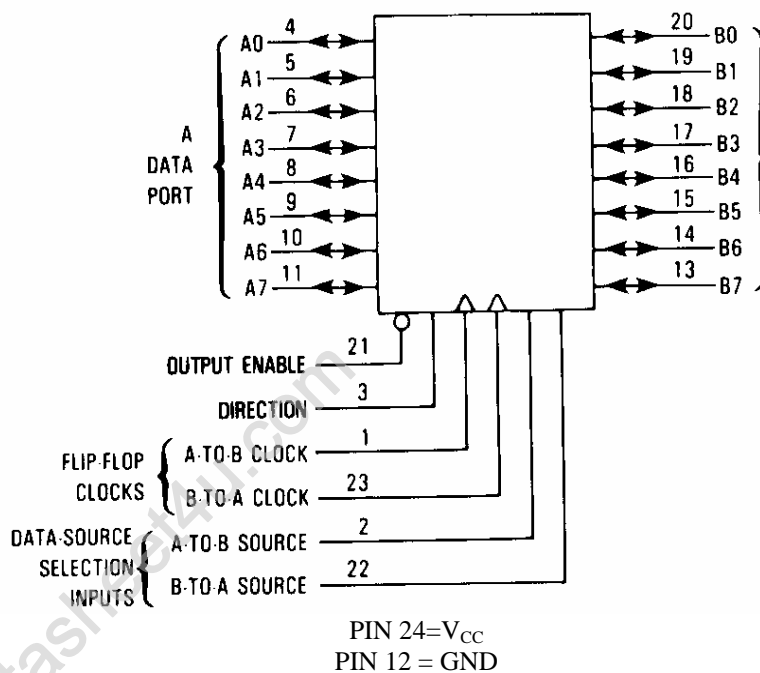 A0 4 20 B0
A1 5 19 B1
A2 6 18 B2
A3 7 17 B3
A4 8 16 B4
A5 9 15 B5
A6 10 14 B6
A7 11 13 B7
A
DATA
PORT
OUTPUT ENABLE 21
DIRECTION 3
FLIP-FLOP
CLOCKS
A-TO-B CLOCK 1
B-TO-A CLOCK 23
DATA-SOURCE
SELECTION
INPUTS
A-TO-B SOURCE 2
B-TO-A SOURCE 22
PIN 24=VCC
PIN 12 = GND